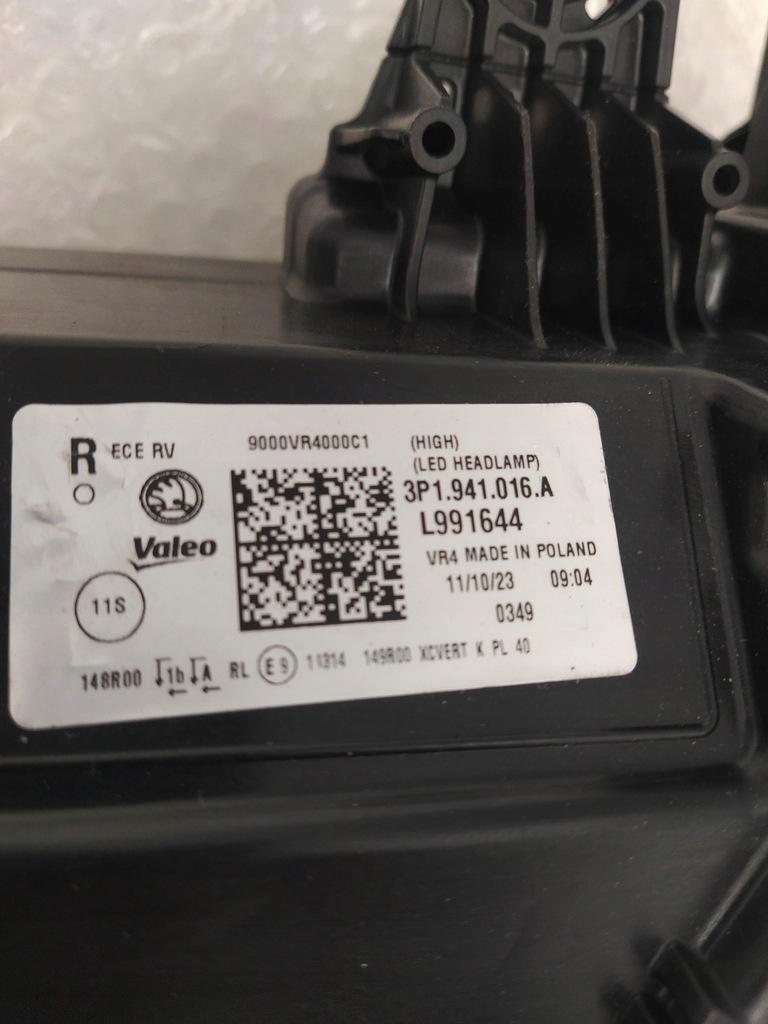 R ECE RV
9000VR4000C1
(HIGH)
(LED HEADLAMP)
3P1.941.016.A
L991644
Valeo
VR4 MADE IN POLAND
11/10/23 09:04
0349
11S
148R00 1b A RL E9 11314 149R00 XCVERT K PL 40